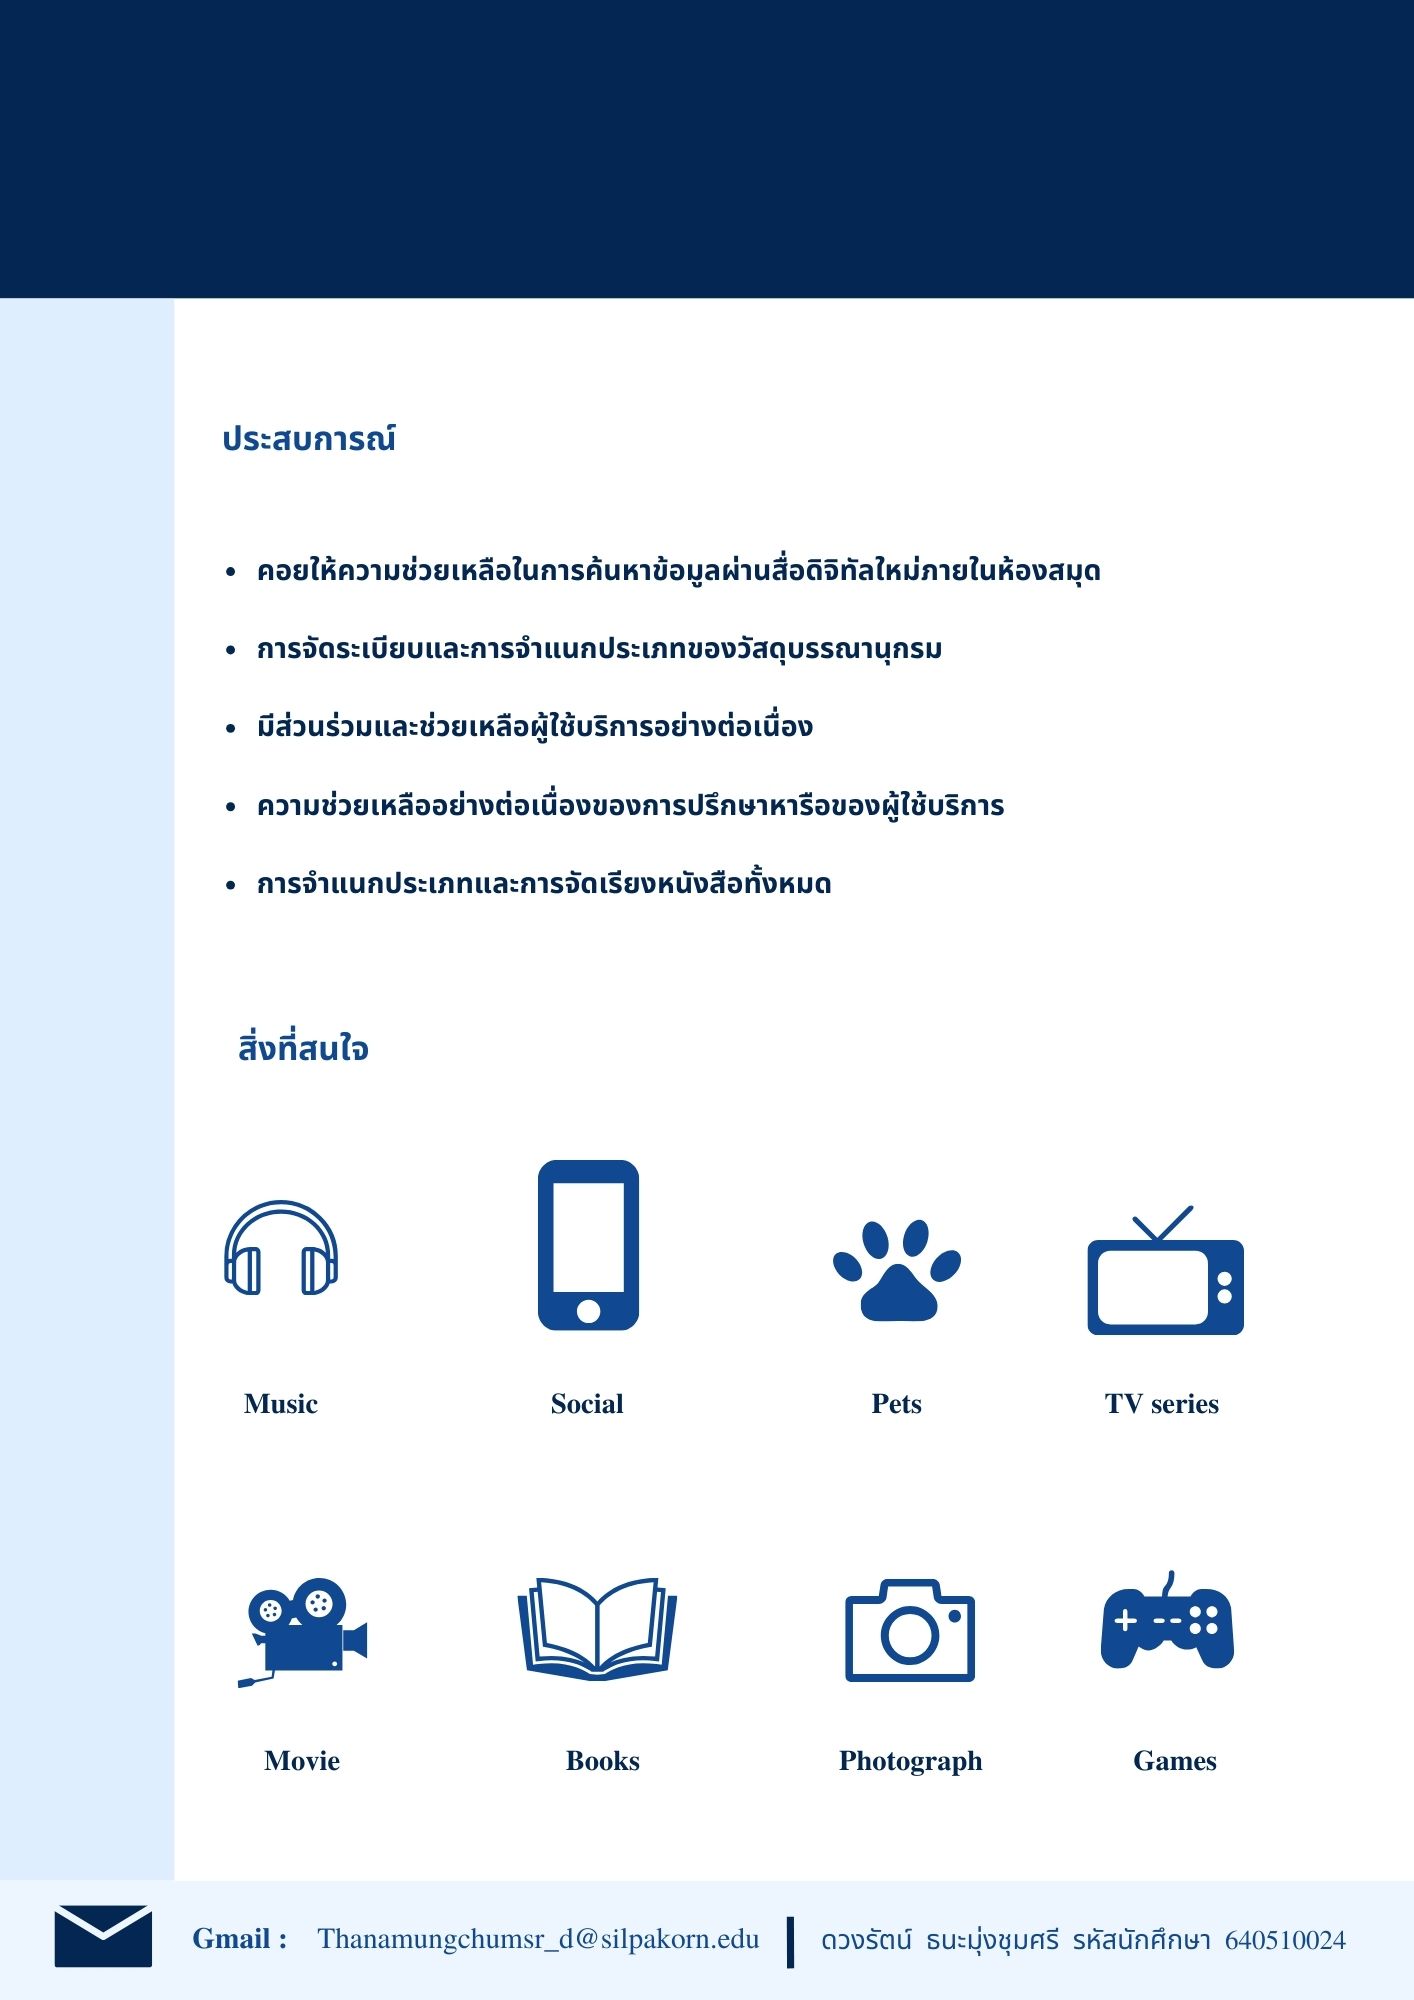 ประสบการณ์
• คอยให้ความช่วยเหลือในการค้นหาข้อมูลผ่านสื่อดิจิทัลใหม่ภายในห้องสมุด
• การจัดระเบียบและการจำแนกประเภทของวัสดุบรรณานุกรม
• มีส่วนร่วมและช่วยเหลือผู้ใช้บริการอย่างต่อเนื่อง
• ความช่วยเหลืออย่างต่อเนื่องของการปรึกษาหารือของผู้ใช้บริการ
• การจำแนกประเภทและการจัดเรียงหนังสือทั้งหมด
สิ่งที่สนใจ
Music Social Pets TV series
Movie Books Photograph Games
Gmail : Thanamungchumsr_d@silpakorn.edu ดวงรัตน์ ธนะมุ่งชุมศรี รหัสนักศึกษา 640510024